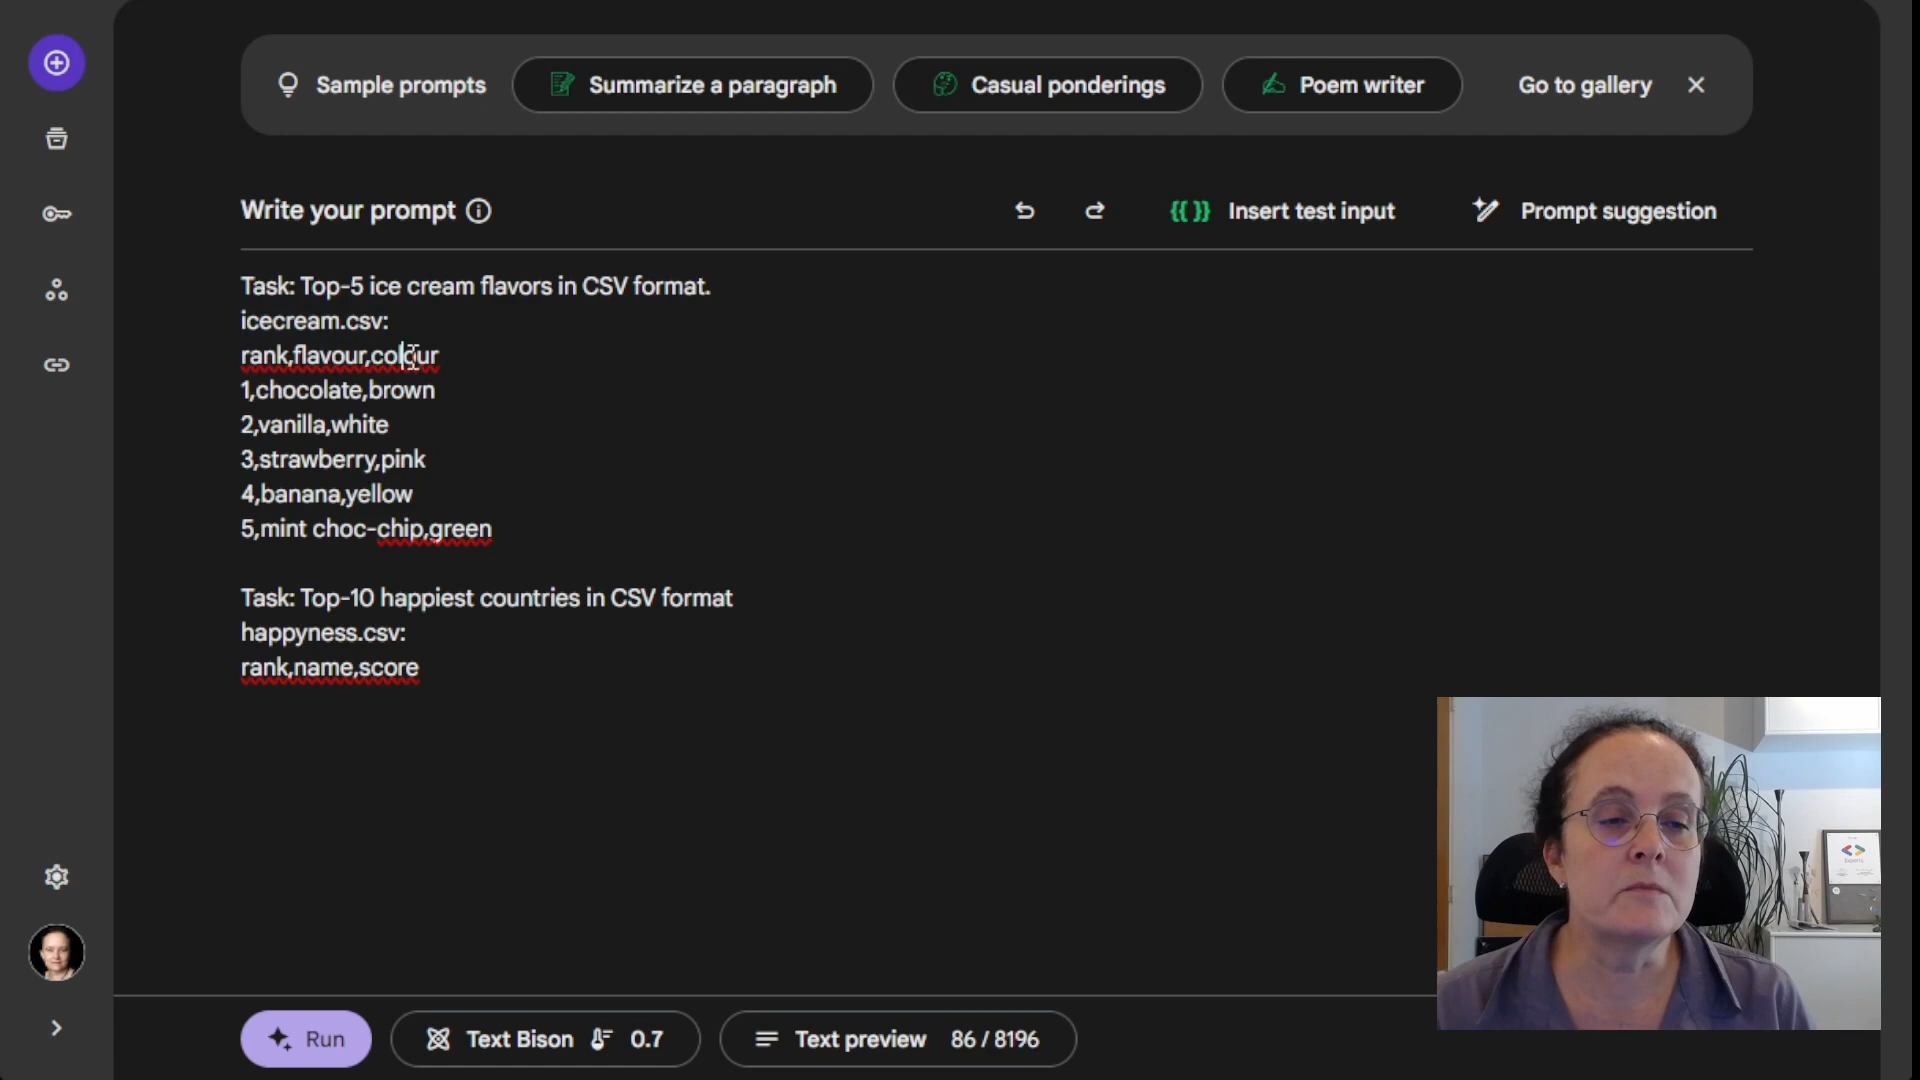 Sample prompts
Summarize a paragraph
Casual ponderings
Poem writer
Go to gallery
Write your prompt
{{ }} Insert test input
Prompt suggestion
Task: Top-5 ice cream flavors in CSV format.
icecream.csv:
rank,flavour,colour
1,chocolate,brown
2,vanilla,white
3,strawberry,pink
4,banana,yellow
5,mint choc-chip,green
Task: Top-10 happiest countries in CSV format
happyness.csv:
rank,name,score
Experts
Run
Text Bison 0.7
Text preview 86 / 8196